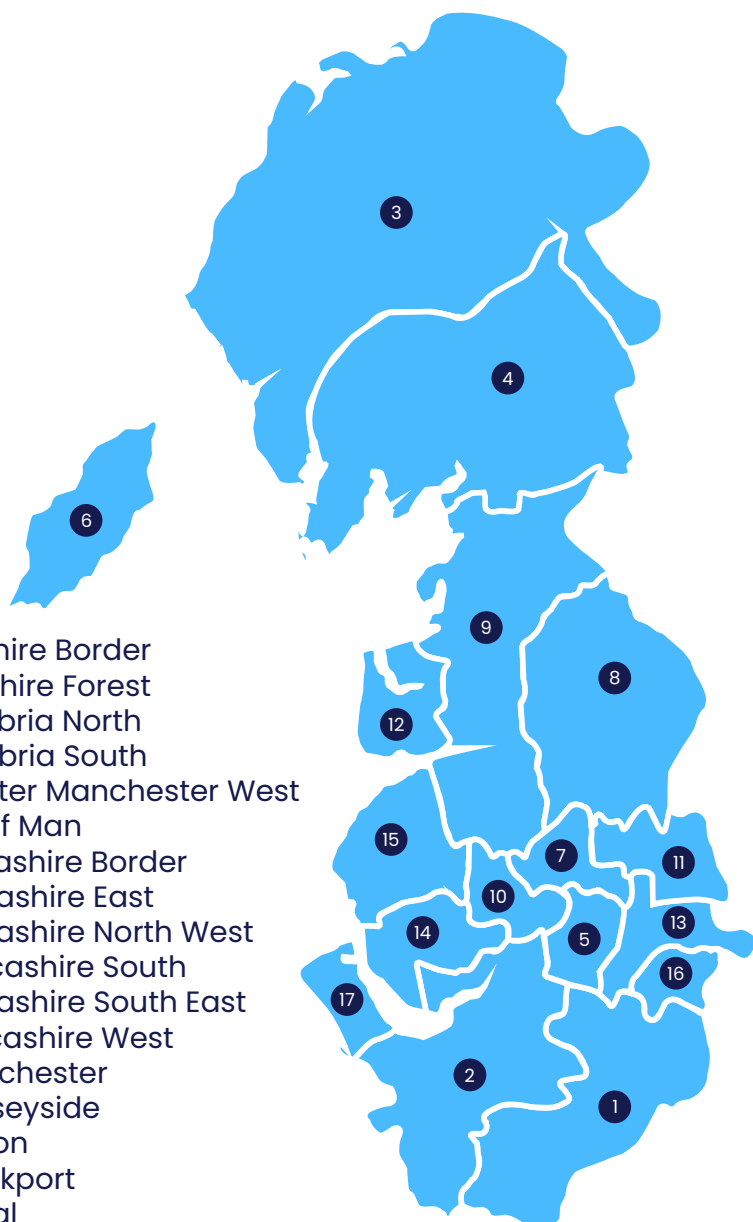 3
4
6
9
8
12
15
7
11
10
13
14
5
16
17
2
1
hire Border
hire Forest
bria North
bria South
ter Manchester West
f Man
ashire Border
ashire East
ashire North West
cashire South
ashire South East
cashire West
chester
seyside
on
kport
al